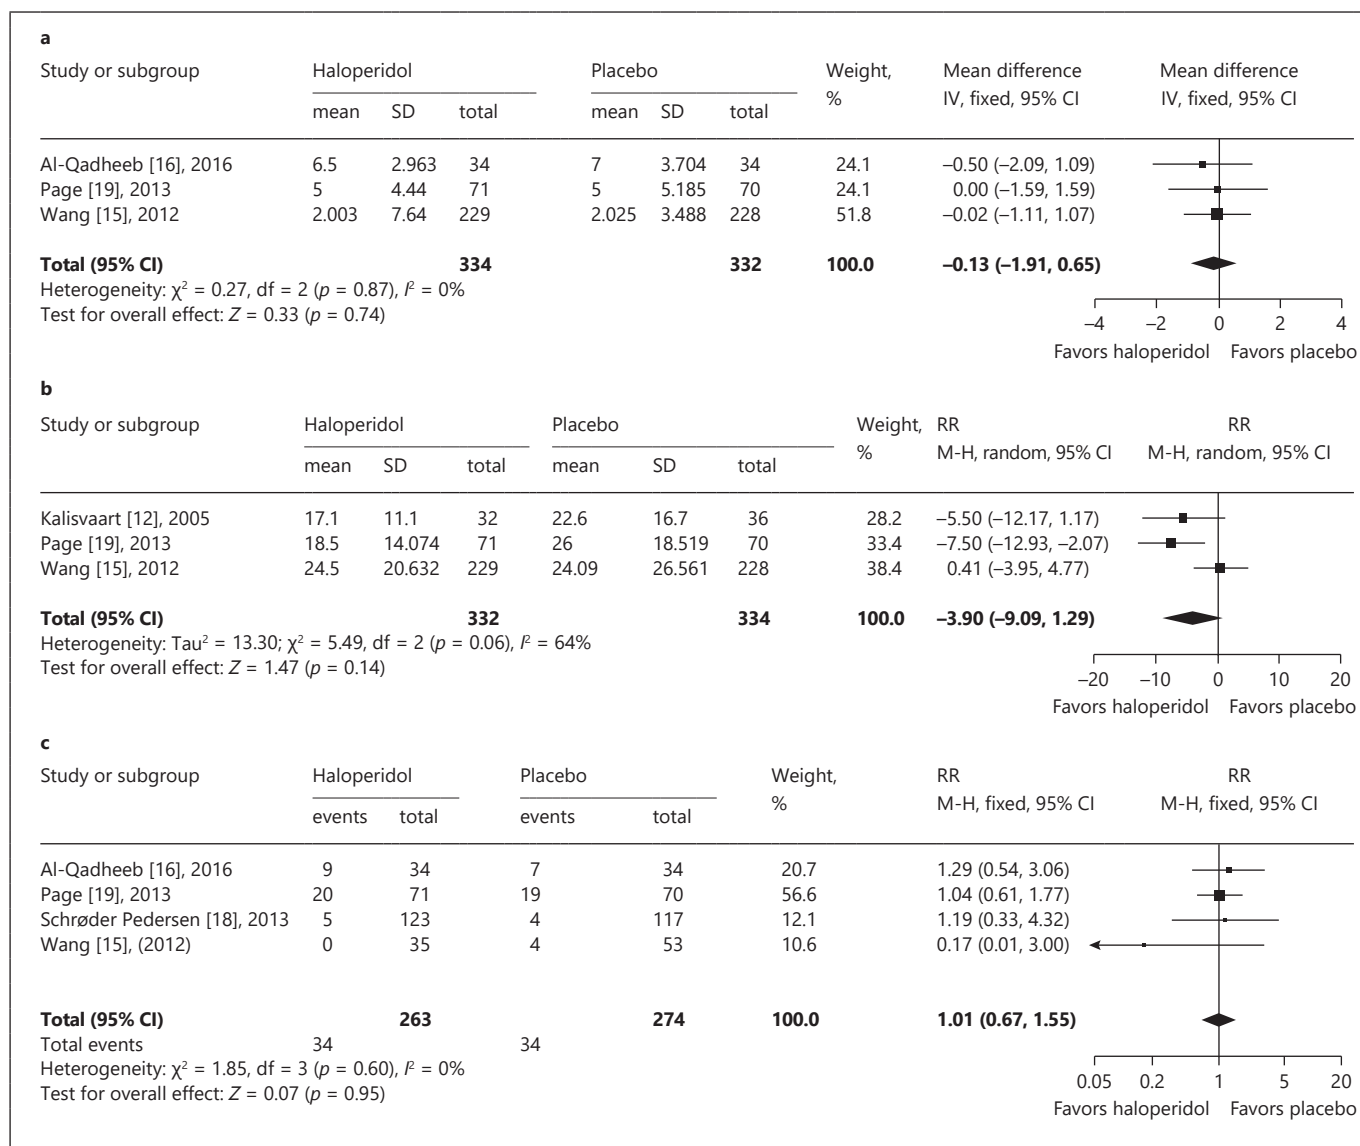 a
Study or subgroup Haloperidol Placebo Weight, % Mean difference IV, fixed, 95% CI Mean difference IV, fixed, 95% CI
mean SD total mean SD total
Al-Qadheeb [16], 2016 6.5 2.963 34 7 3.704 34 24.1 –0.50 (–2.09, 1.09)
Page [19], 2013 5 4.44 71 5 5.185 70 24.1 0.00 (–1.59, 1.59)
Wang [15], 2012 2.003 7.64 229 2.025 3.488 228 51.8 –0.02 (–1.11, 1.07)
Total (95% CI) 334 332 100.0 –0.13 (–1.91, 0.65)
Heterogeneity: χ² = 0.27, df = 2 (p = 0.87), I² = 0%
Test for overall effect: Z = 0.33 (p = 0.74)
–4 –2 0 2 4
Favors haloperidol Favors placebo
b
Study or subgroup Haloperidol Placebo Weight, % RR M-H, random, 95% CI RR M-H, random, 95% CI
mean SD total mean SD total
Kalisvaart [12], 2005 17.1 11.1 32 22.6 16.7 36 28.2 –5.50 (–12.17, 1.17)
Page [19], 2013 18.5 14.074 71 26 18.519 70 33.4 –7.50 (–12.93, –2.07)
Wang [15], 2012 24.5 20.632 229 24.09 26.561 228 38.4 0.41 (–3.95, 4.77)
Total (95% CI) 332 334 100.0 –3.90 (–9.09, 1.29)
Heterogeneity: Tau² = 13.30; χ² = 5.49, df = 2 (p = 0.06), I² = 64%
Test for overall effect: Z = 1.47 (p = 0.14)
–20 –10 0 10 20
Favors haloperidol Favors placebo
c
Study or subgroup Haloperidol Placebo Weight, % RR M-H, fixed, 95% CI RR M-H, fixed, 95% CI
events total events total
Al-Qadheeb [16], 2016 9 34 7 34 20.7 1.29 (0.54, 3.06)
Page [19], 2013 20 71 19 70 56.6 1.04 (0.61, 1.77)
Schrøder Pedersen [18], 2013 5 123 4 117 12.1 1.19 (0.33, 4.32)
Wang [15], (2012) 0 35 4 53 10.6 0.17 (0.01, 3.00)
Total (95% CI) 263 274 100.0 1.01 (0.67, 1.55)
Total events 34 34
Heterogeneity: χ² = 1.85, df = 3 (p = 0.60), I² = 0%
Test for overall effect: Z = 0.07 (p = 0.95)
0.05 0.2 1 5 20
Favors haloperidol Favors placebo